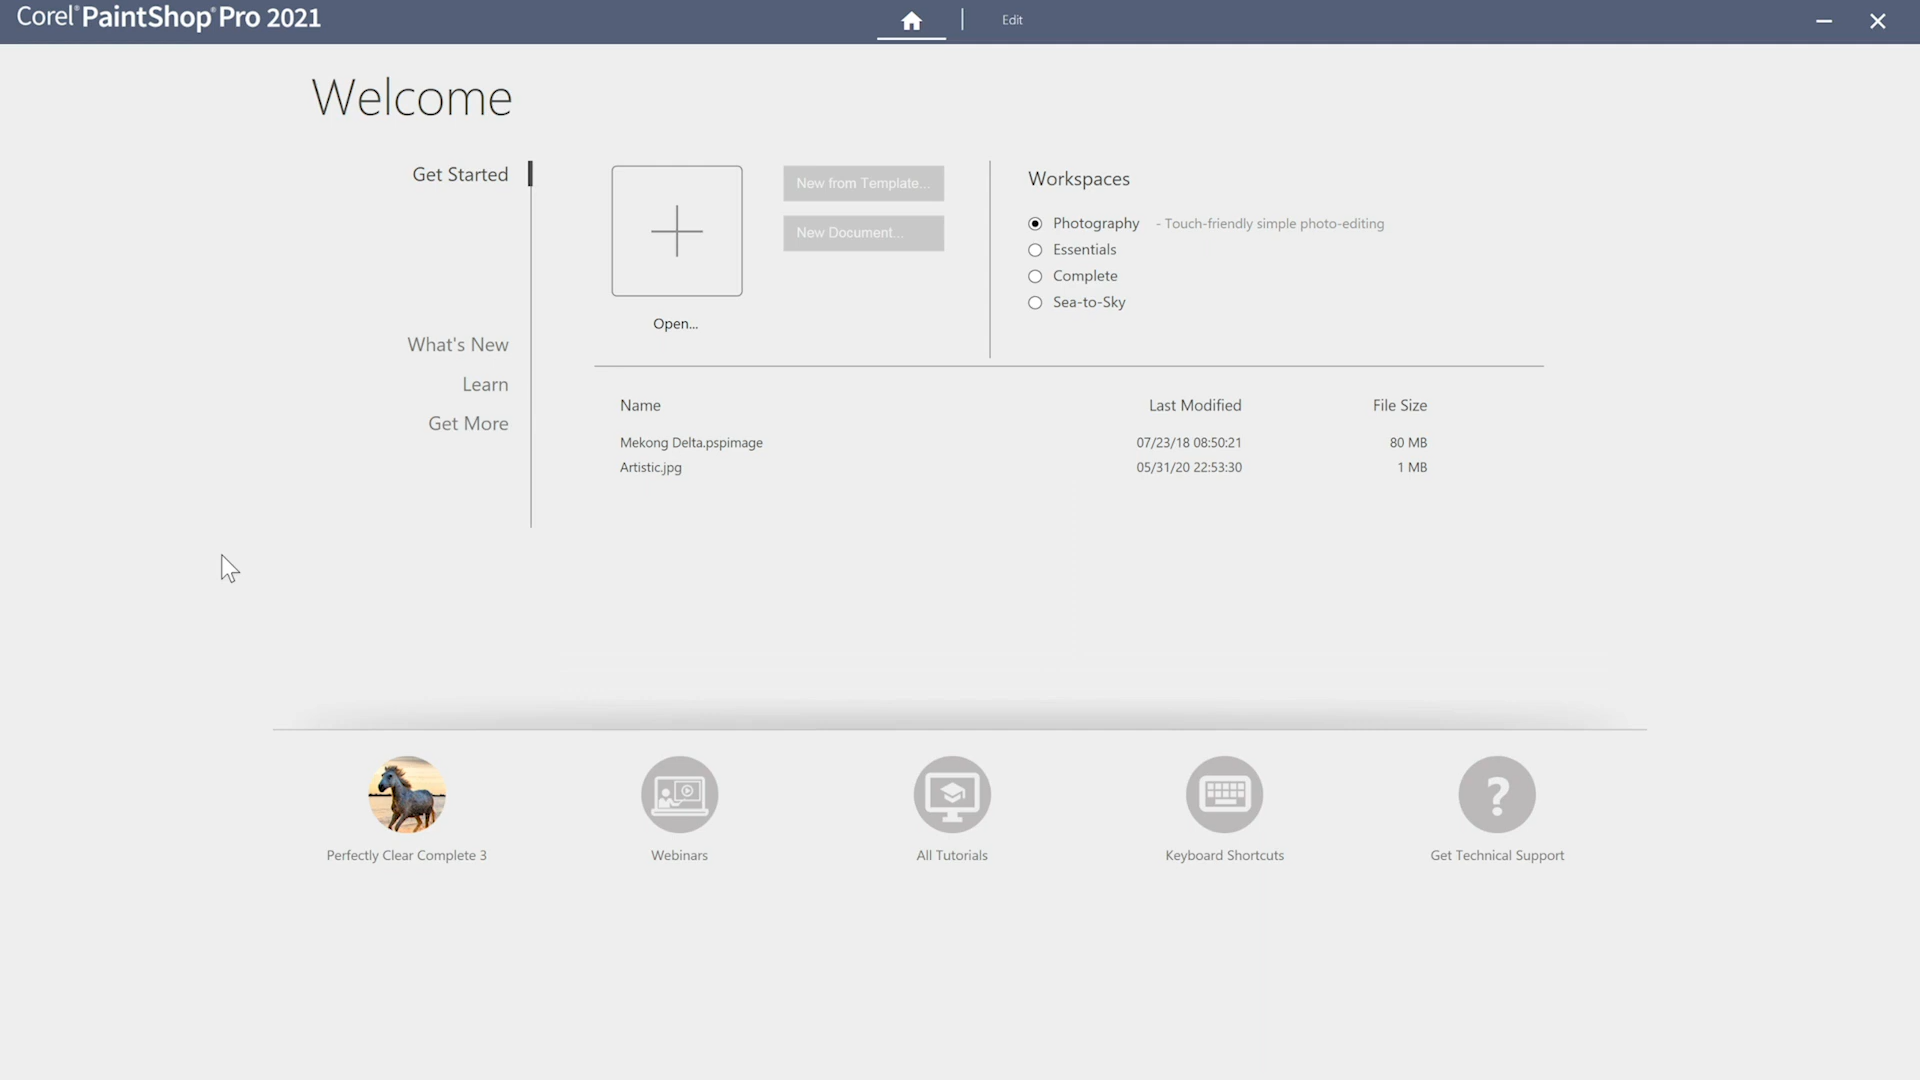 Corel® PaintShop® Pro 2021
Edit
Welcome
Get Started
What's New
Learn
Get More
New from Template...
New Document...
Open...
Workspaces
Photography - Touch-friendly simple photo-editing
Essentials
Complete
Sea-to-Sky
Name Last Modified File Size
Mekong Delta.pspimage 07/23/18 08:50:21 80 MB
Artistic.jpg 05/31/20 22:53:30 1 MB
Perfectly Clear Complete 3
Webinars
All Tutorials
Keyboard Shortcuts
?
Get Technical Support